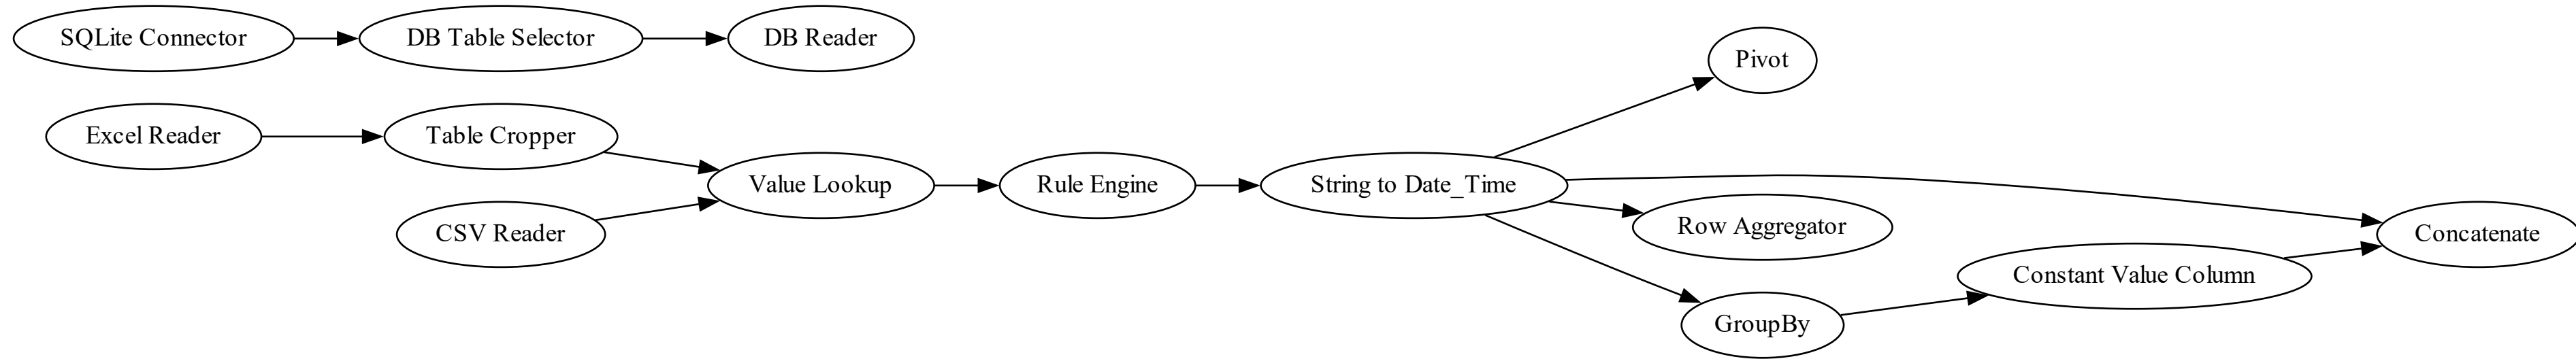 SQLite Connector
DB Table Selector
DB Reader
Pivot
Excel Reader
Table Cropper
Value Lookup
Rule Engine
String to Date_Time
CSV Reader
Row Aggregator
Concatenate
Constant Value Column
GroupBy